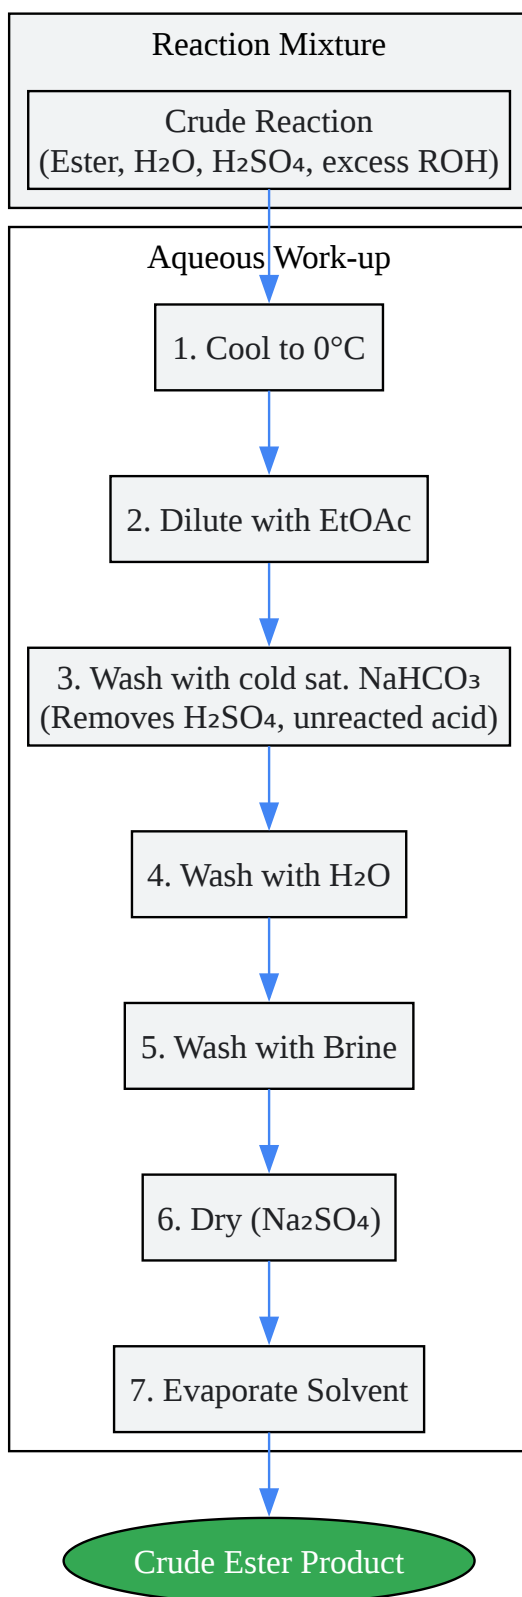 Reaction Mixture
Crude Reaction
(Ester, H₂O, H₂SO₄, excess ROH)
Aqueous Work-up
1. Cool to 0°C
2. Dilute with EtOAc
3. Wash with cold sat. NaHCO₃
(Removes H₂SO₄, unreacted acid)
4. Wash with H₂O
5. Wash with Brine
6. Dry (Na₂SO₄)
7. Evaporate Solvent
Crude Ester Product